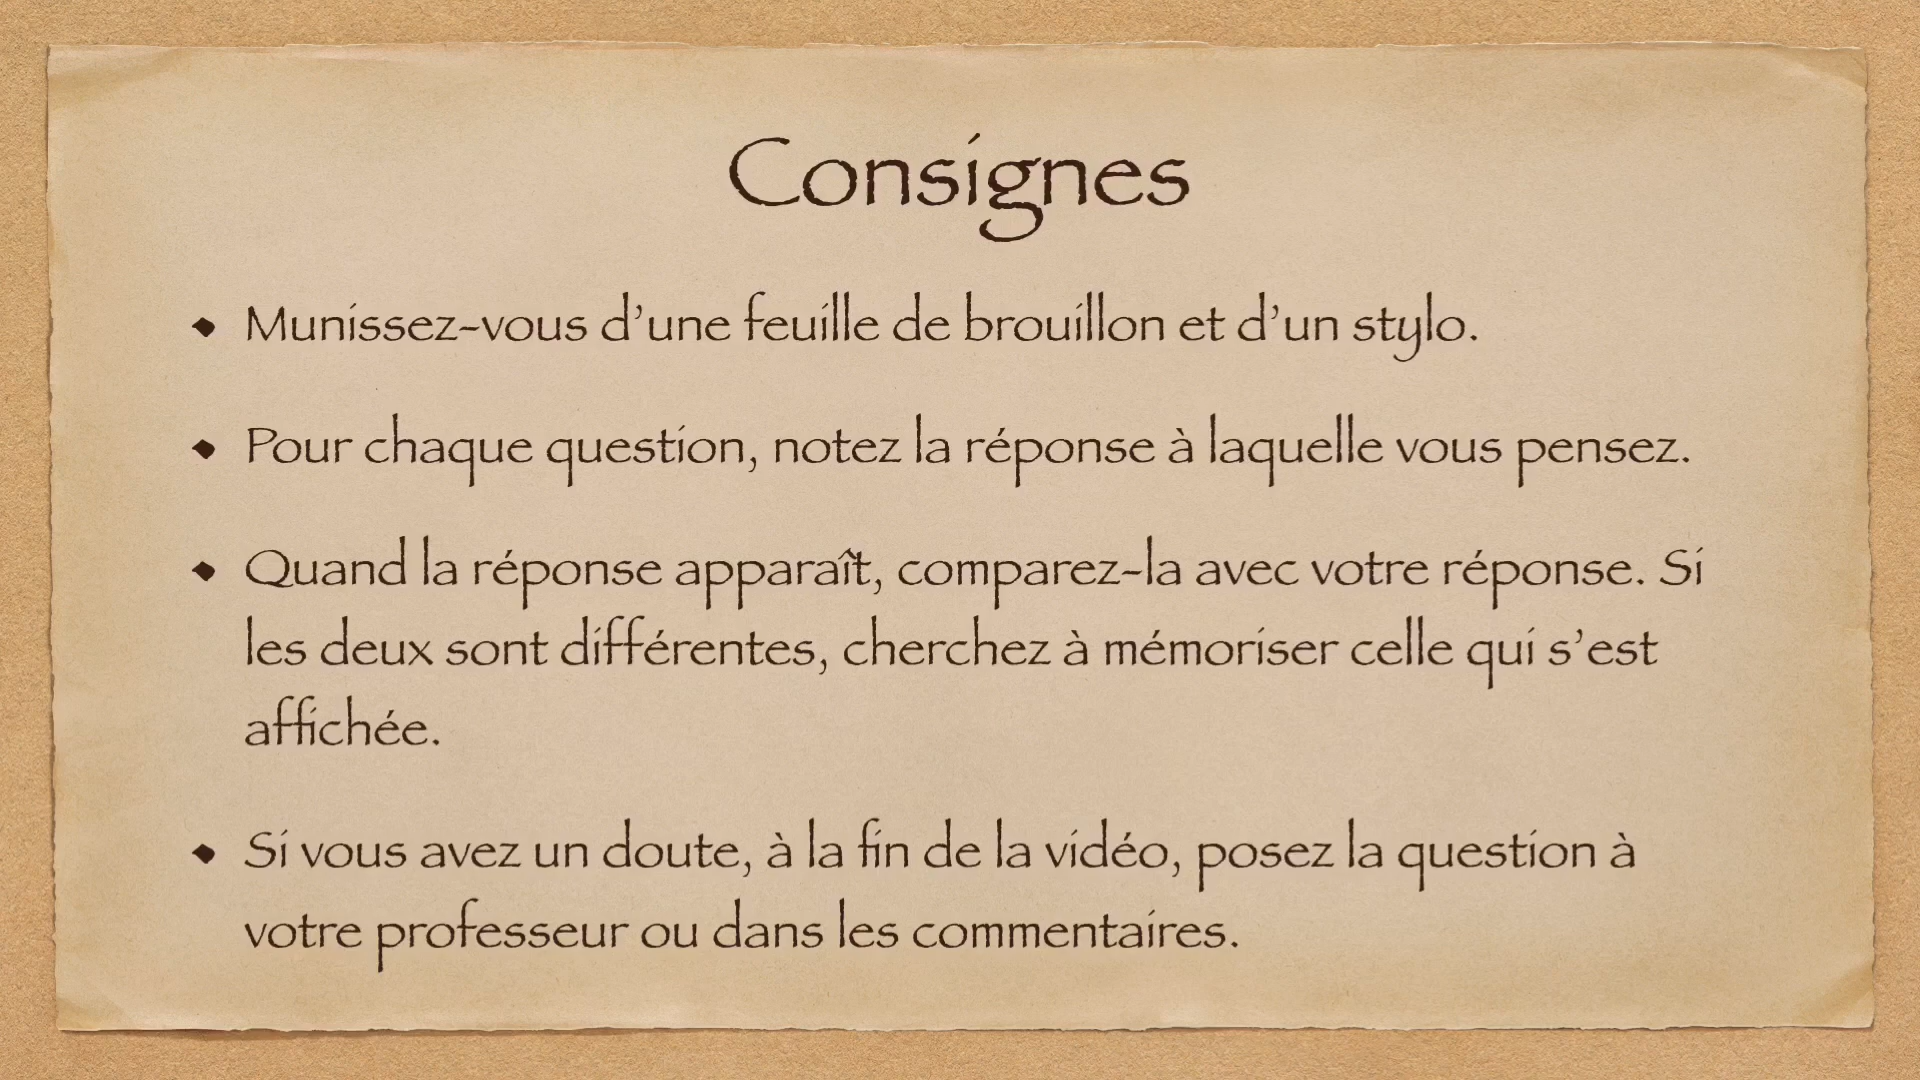 Consignes
• Munissez-vous d’une feuille de brouillon et d’un stylo.
• Pour chaque question, notez la réponse à laquelle vous pensez.
• Quand la réponse apparaît, comparez-la avec votre réponse. Si
les deux sont différentes, cherchez à mémoriser celle qui s’est
affichée.
• Si vous avez un doute, à la fin de la vidéo, posez la question à
votre professeur ou dans les commentaires.